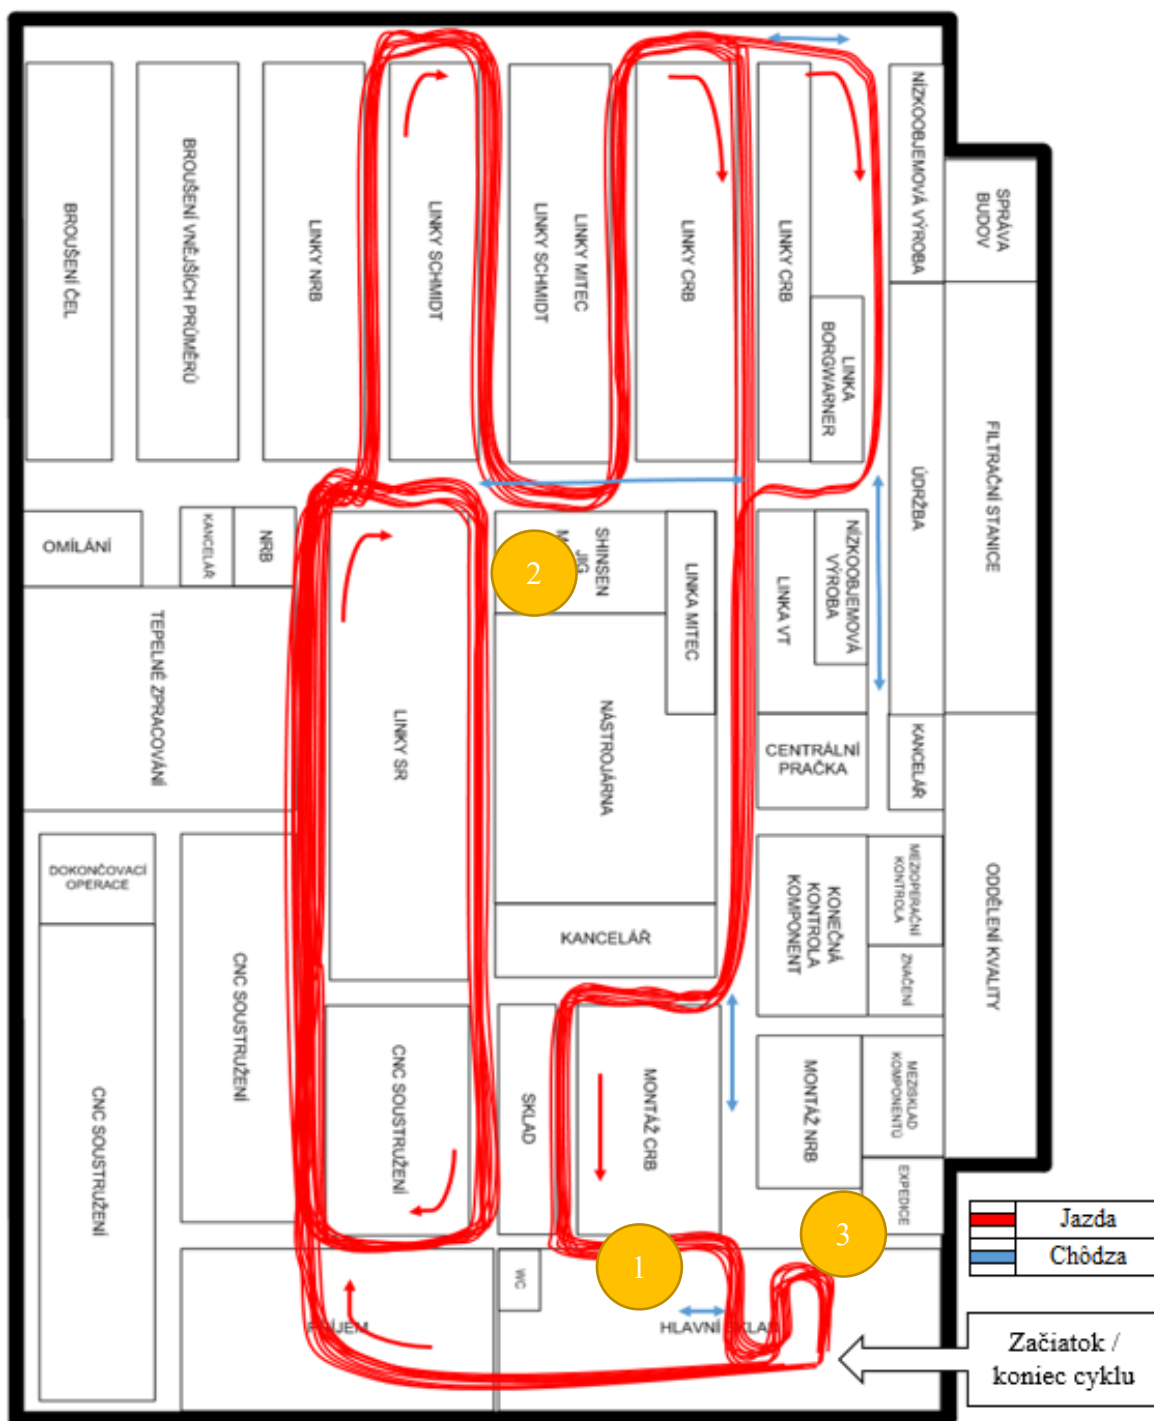 BROUŠENÍ ČEL
BROUŠENÍ VNĚJŠÍCH PRŮMĚRŮ
LINKY NRB
LINKY SCHMIDT
LINKY MITEC
LINKY SCHMIDT
LINKY CRB
LINKY CRB
LINKA
BORGWARNER
NÍZKOOBJEMOVÁ VÝROBA
SPRÁVA
BUDOV
FILTRAČNÍ STANICE
ÚDRŽBA
OMÍLÁNÍ
KANCELÁŘ
NRB
SHINSEN
JIG
2
LINKA MITEC
NÍZKOOBJEMOVÁ
VÝROBA
LINKA VT
TEPELNÉ ZPRACOVÁNÍ
LINKY SR
NÁSTROJÁRNA
CENTRÁLNÍ
PRAČKA
KANCELÁŘ
DOKONČOVACÍ
OPERACE
KANCELÁŘ
KONEČNÁ
KONTROLA
KOMPONENT
MEZIOPERAČNÍ
KONTROLA
ZNAČENÍ
ODDĚLENÍ KVALITY
CNC SOUSTRUŽENÍ
CNC SOUSTRUŽENÍ
CNC SOUSTRUŽENÍ
SKLAD
MONTÁŽ CRB
MONTÁŽ NRB
MEZISKLAD
KOMPONENTŮ
EXPEDICE
3
1
WC
HLAVNÍ
Jazda
Chôdza
Začiatok /
koniec cyklu